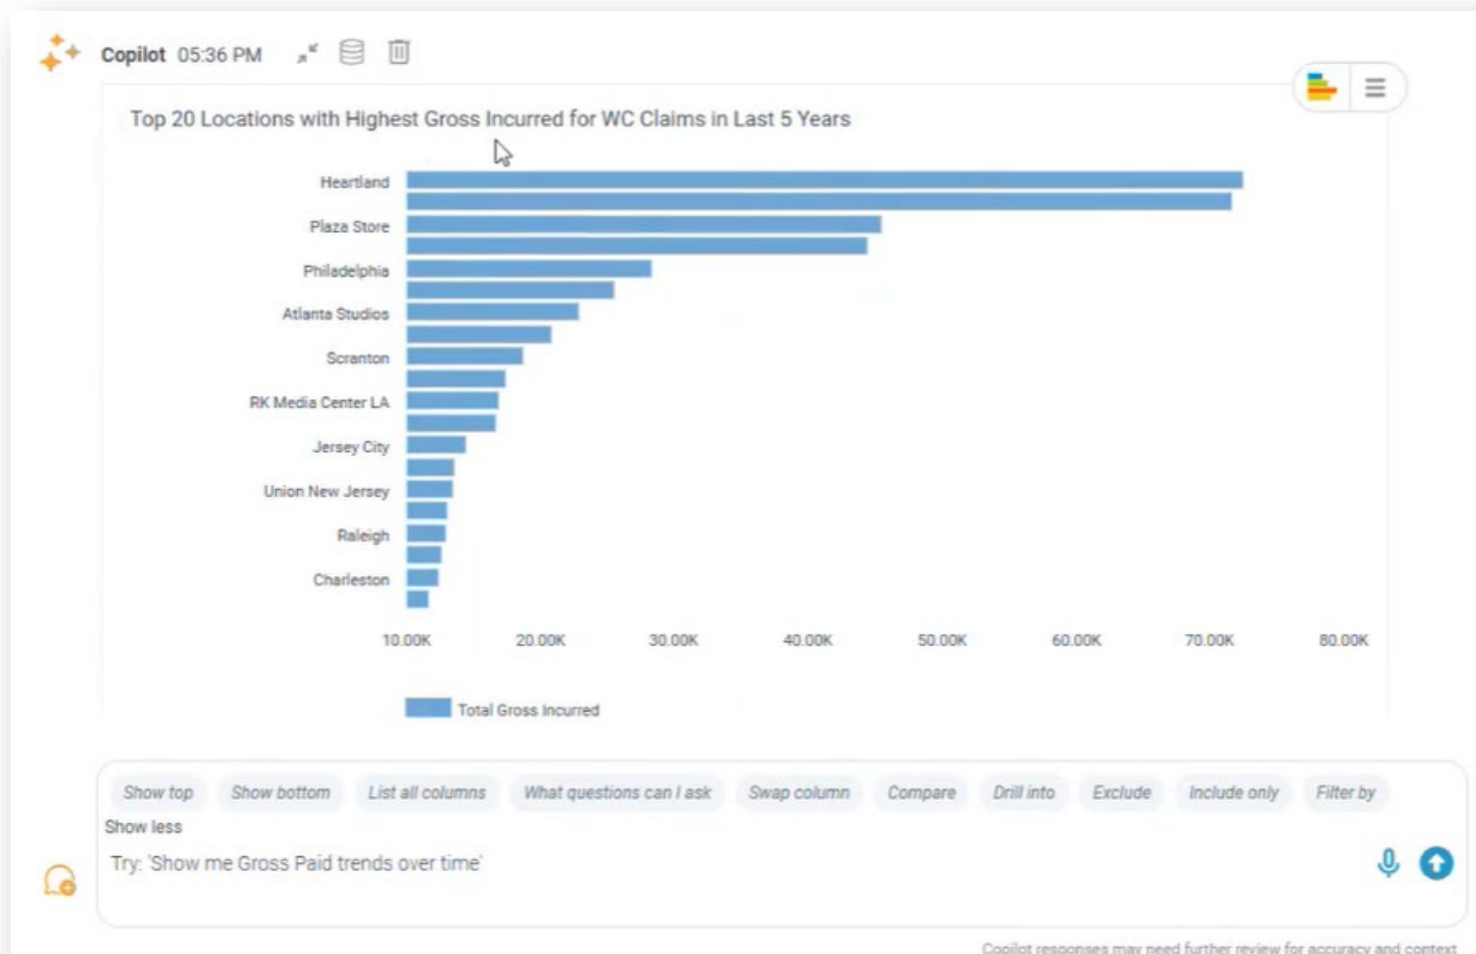 Copilot 05:36 PM
Top 20 Locations with Highest Gross Incurred for WC Claims in Last 5 Years
Heartland
Plaza Store
Philadelphia
Atlanta Studios
Scranton
RK Media Center LA
Jersey City
Union New Jersey
Raleigh
Charleston
10.00K 20.00K 30.00K 40.00K 50.00K 60.00K 70.00K 80.00K
Total Gross Incurred
Show top Show bottom List all columns What questions can I ask Swap column Compare Drill into Exclude Include only Filter by
Show less
Try: 'Show me Gross Paid trends over time'
Copilot responses may need further review for accuracy and context